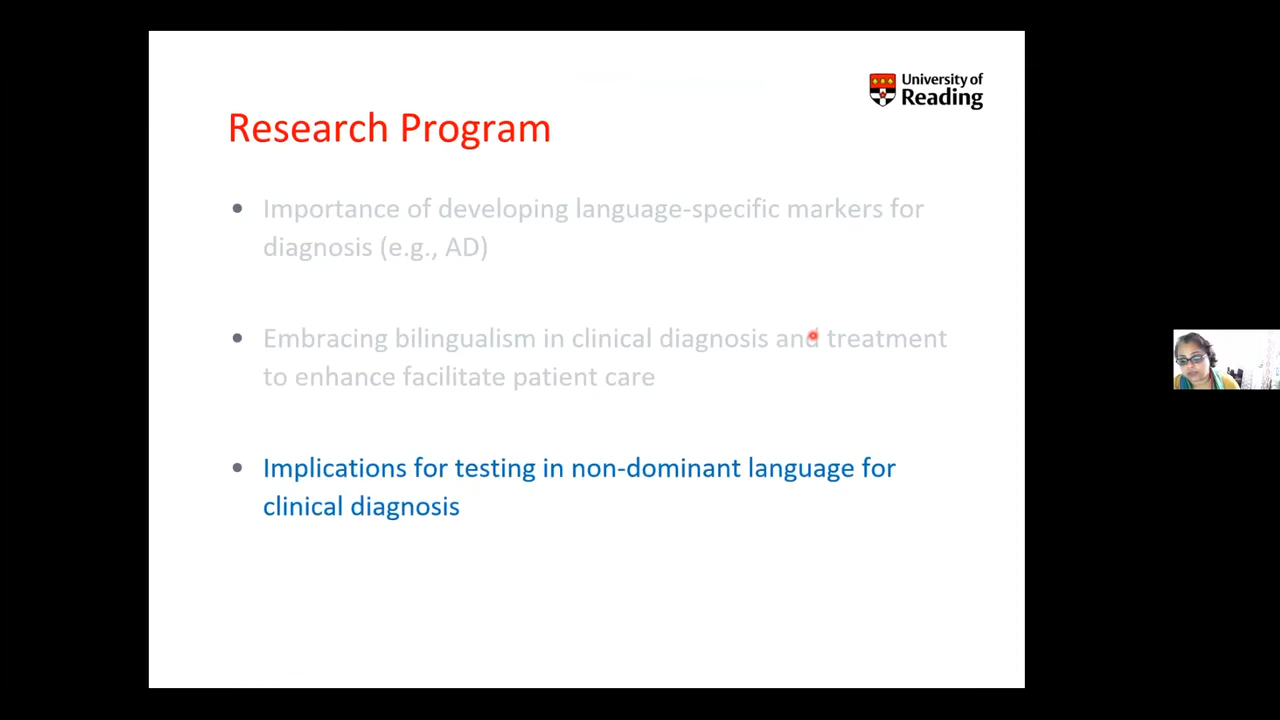 University of
Reading
Research Program
Importance of developing language-specific markers for
diagnosis (e.g., AD)
Embracing bilingualism in clinical diagnosis and treatment
to enhance facilitate patient care
Implications for testing in non-dominant language for
clinical diagnosis